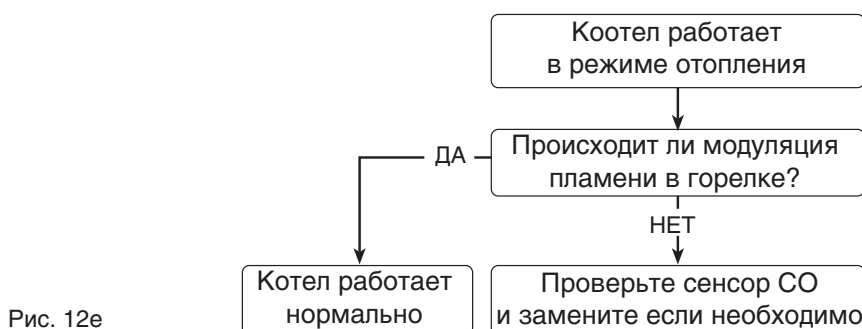 Коотел работает
в режиме отопления
Происходит ли модуляция
пламени в горелке?
ДА
НЕТ
Котел работает
нормально
Проверьте сенсор СО
и замените если необходимо
Рис. 12е